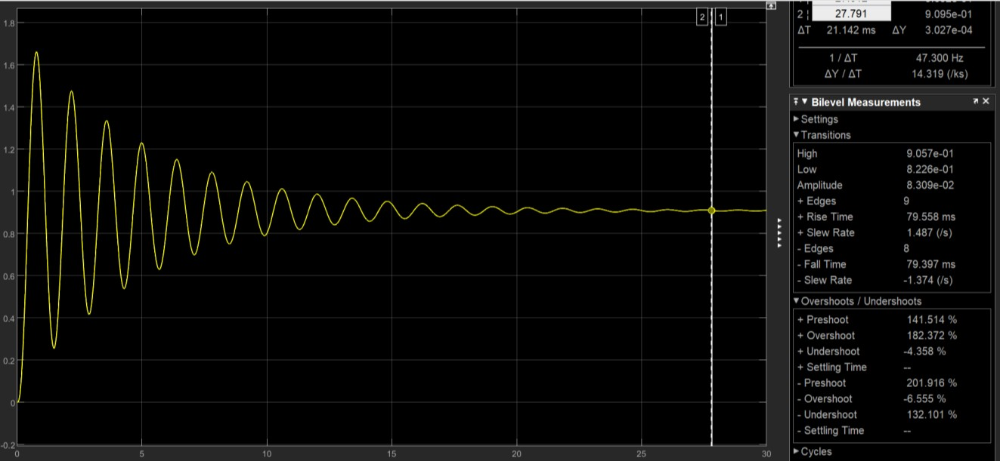 2 27.791 9.095e-01
ΔT 21.142 ms ΔY 3.027e-04
1 / ΔT 47.300 Hz
ΔY / ΔT 14.319 (/ks)
Bilevel Measurements
Settings
Transitions
High 9.057e-01
Low 8.226e-01
Amplitude 8.309e-02
+ Edges 9
+ Rise Time 79.558 ms
+ Slew Rate 1.487 (/s)
- Edges 8
- Fall Time 79.397 ms
- Slew Rate -1.374 (/s)
Overshoots / Undershoots
+ Preshoot 141.514 %
+ Overshoot 182.372 %
+ Undershoot -4.358 %
+ Settling Time --
- Preshoot 201.916 %
- Overshoot -6.555 %
- Undershoot 132.101 %
- Settling Time --
Cycles
2 1
1.8
1.6
1.4
1.2
1
0.8
0.6
0.4
0.2
0
-0.2
0 5 10 15 20 25 30